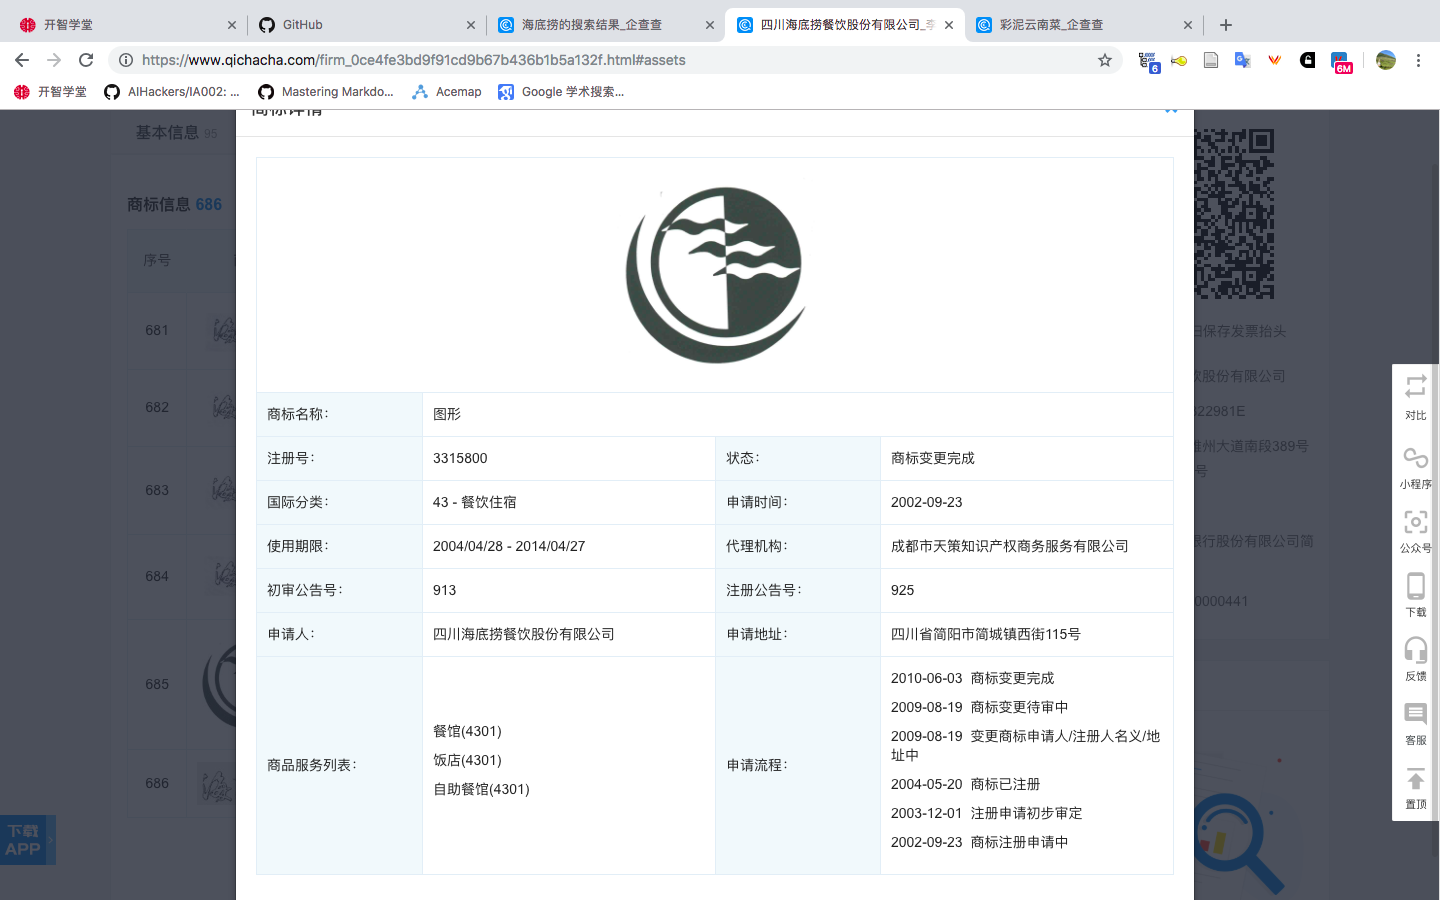 开智学堂
GitHub
海底捞的搜索结果_企查查
四川海底捞餐饮股份有限公司_李
彩泥云南菜_企查查
https://www.qichacha.com/firm_0ce4fe3bd9f91cd9b67b436b1b5a132f.html#assets
6
6M
开智学堂
AIHackers/IA002: ...
Mastering Markdo...
Acemap
Google 学术搜索...
商标详情
基本信息 95
商标信息 686
序号
681
682
683
684
685
686
商标名称：
图形
注册号：
3315800
状态：
商标变更完成
国际分类：
43 - 餐饮住宿
申请时间：
2002-09-23
使用期限：
2004/04/28 - 2014/04/27
代理机构：
成都市天策知识产权商务服务有限公司
初审公告号：
913
注册公告号：
925
申请人：
四川海底捞餐饮股份有限公司
申请地址：
四川省简阳市简城镇西街115号
商品服务列表：
餐馆(4301)
饭店(4301)
自助餐馆(4301)
申请流程：
2010-06-03 商标变更完成
2009-08-19 商标变更待审中
2009-08-19 变更商标申请人/注册人名义/地
址中
2004-05-20 商标已注册
2003-12-01 注册申请初步审定
2002-09-23 商标注册申请中
保存发票抬头
股份有限公司
22981E
州大道南段389号
号
银行股份有限公司简
0000441
对比
小程序
公众号
下载
反馈
客服
置顶
下载
APP